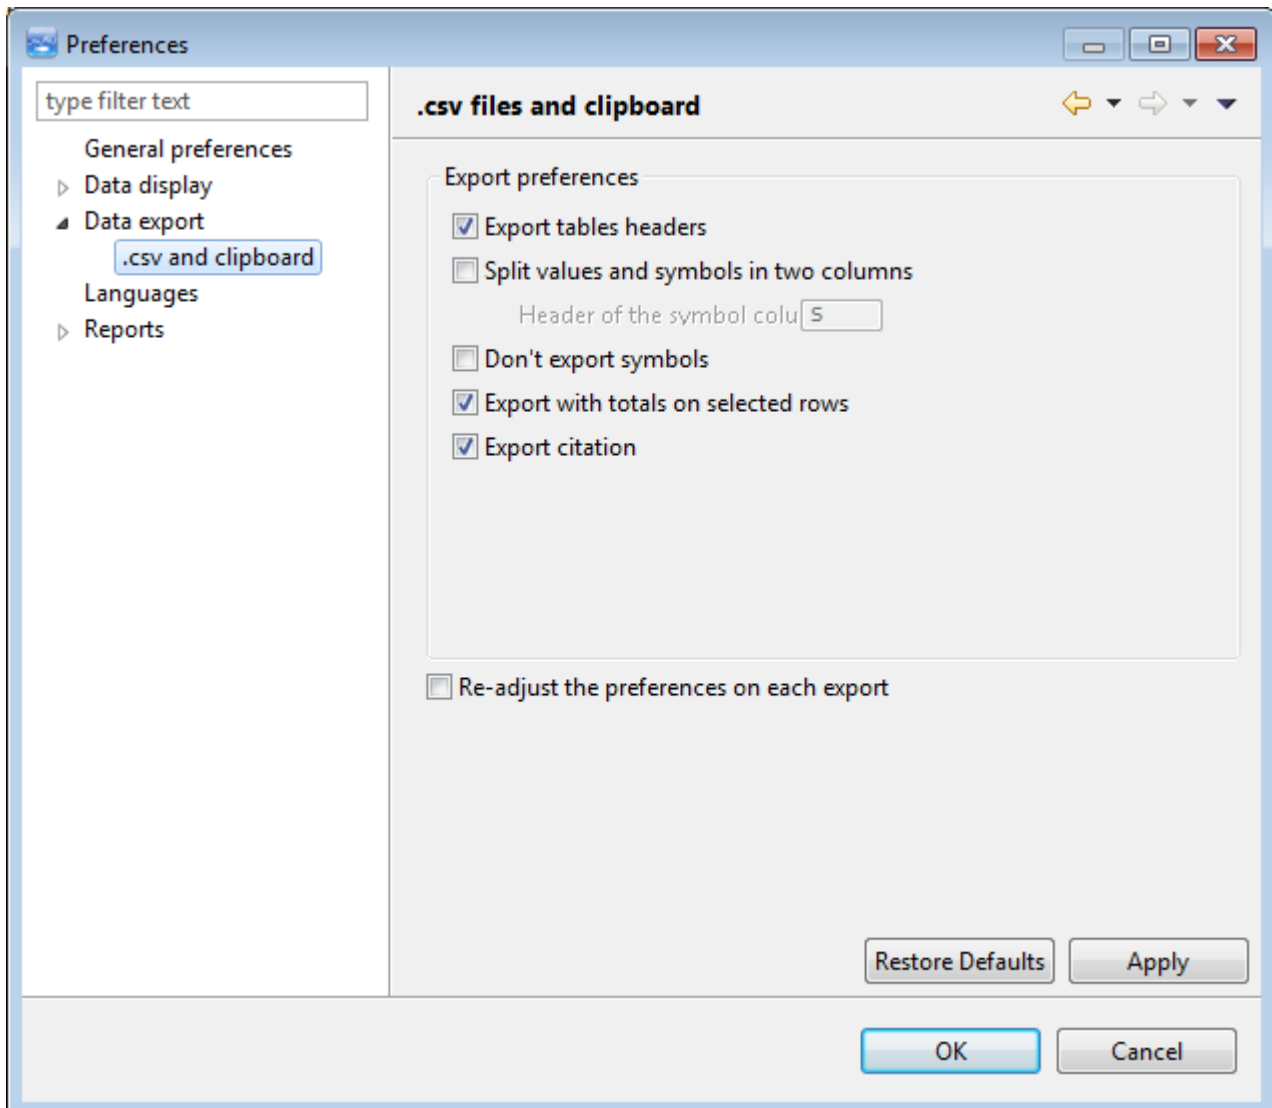 Preferences
type filter text
General preferences
Data display
Data export
.csv and clipboard
Languages
Reports
.csv files and clipboard
Export preferences
Export tables headers
Split values and symbols in two columns
Header of the symbol colu S
Don't export symbols
Export with totals on selected rows
Export citation
Re-adjust the preferences on each export
Restore Defaults Apply
OK Cancel